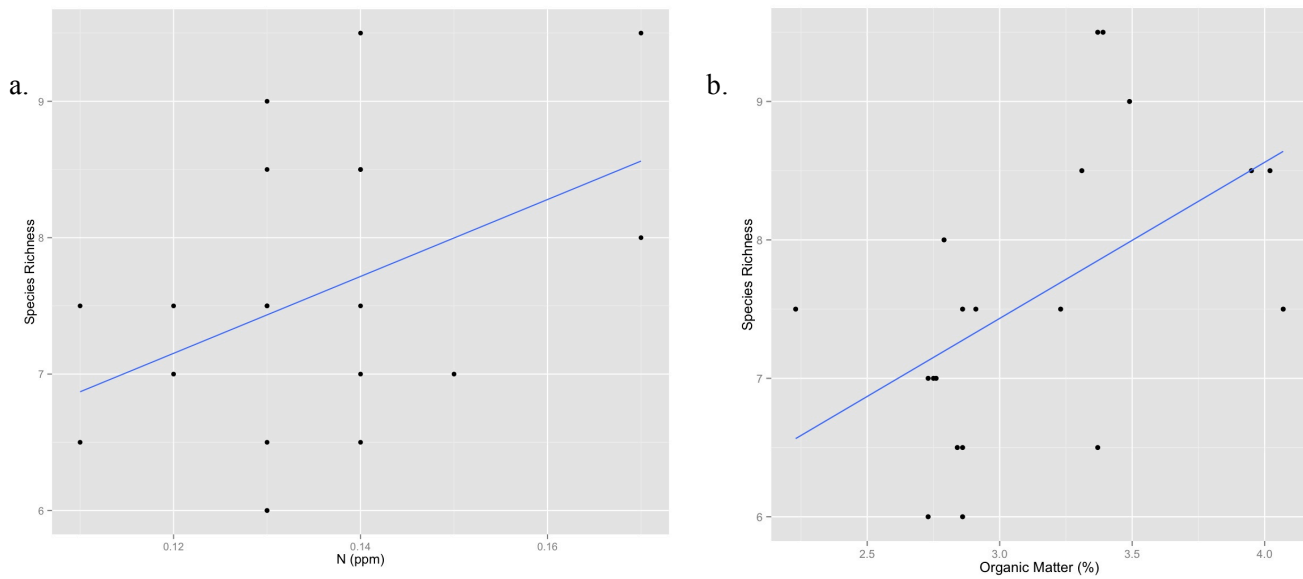 a.
Species Richness
9
8
7
6
0.12 0.14 0.16
N (ppm)
b.
Species Richness
9
8
7
6
2.5 3.0 3.5 4.0
Organic Matter (%)